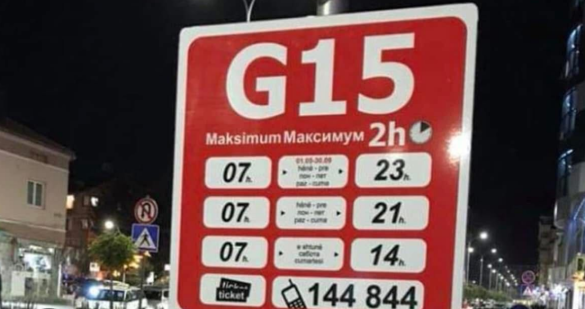 G15
Maksimum Максимум 2h
07h. 01.05-30.09 23h.
hënë - pre
пон - пет
paz - cuma
07h. hënë - pre 21h.
пон - пет
paz - cuma
07h. e shtunë 14h.
сабота
cumartesi
ticket 144 844
ticket